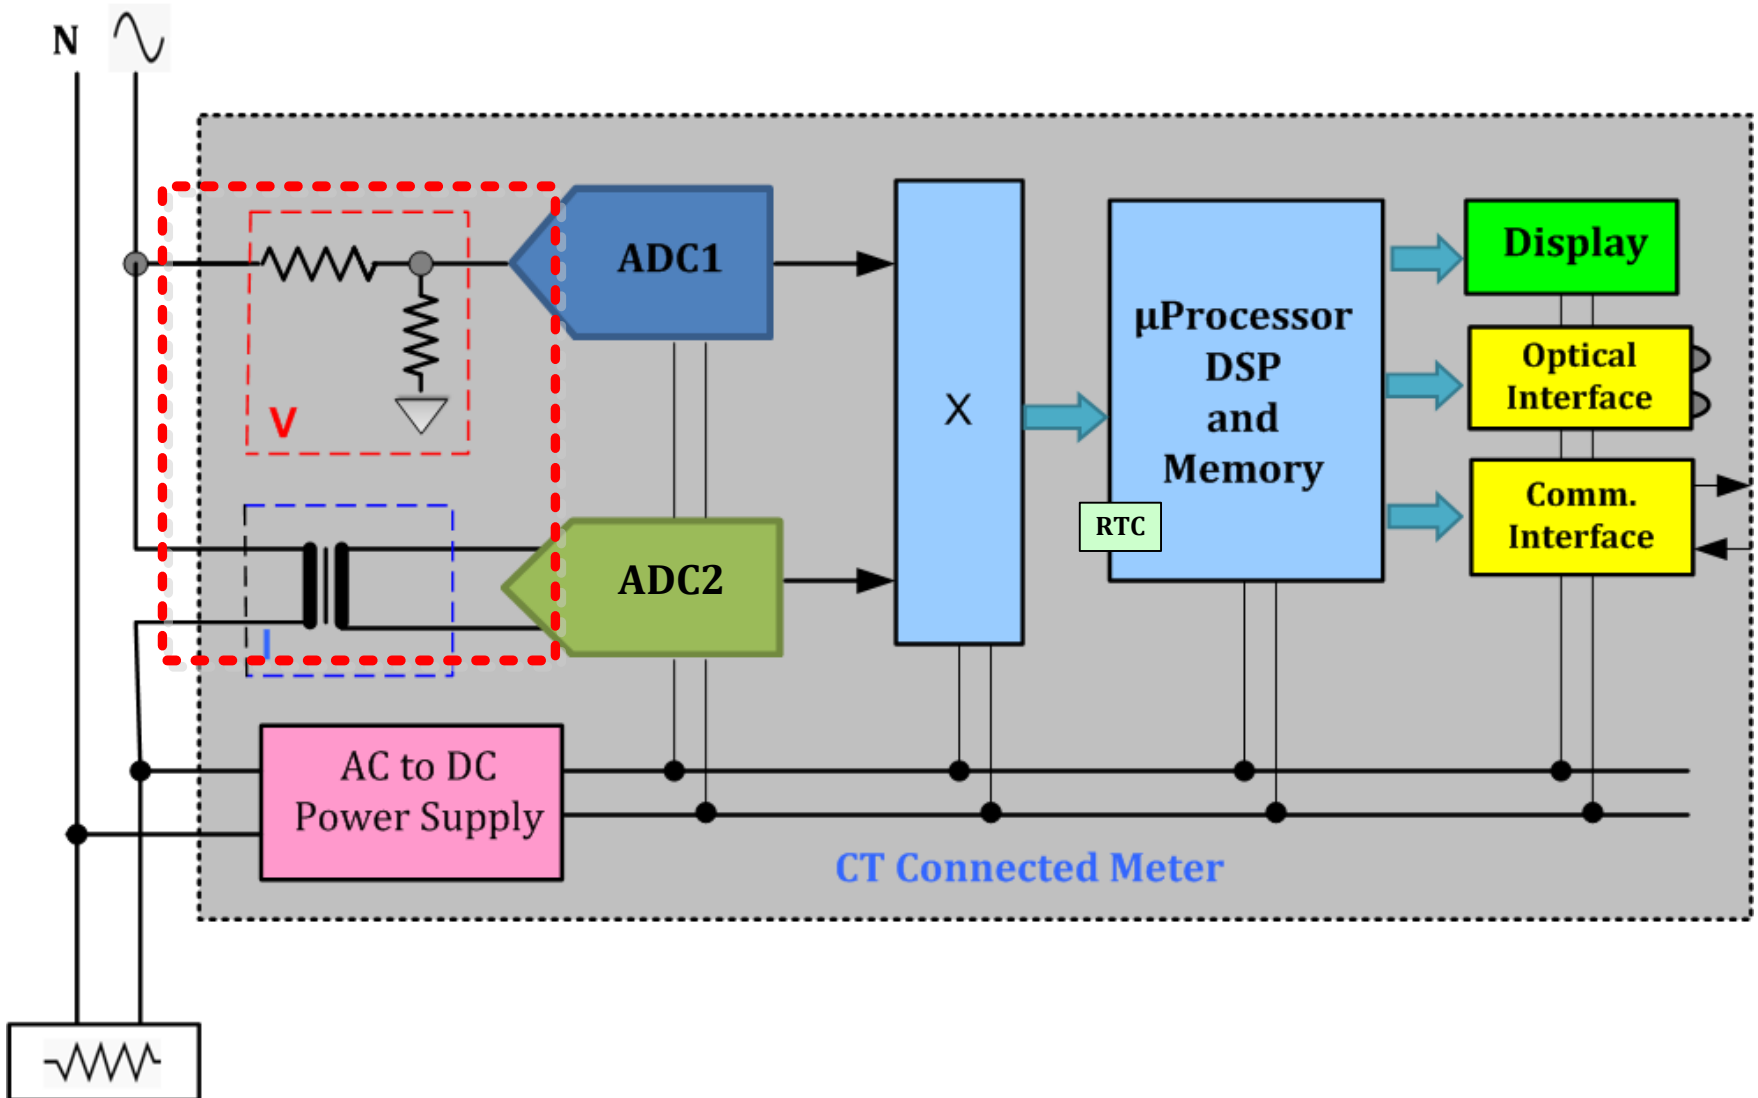 N
V
I
ADC1
ADC2
X
µProcessor
DSP
and
Memory
RTC
Display
Optical
Interface
Comm.
Interface
AC to DC
Power Supply
CT Connected Meter